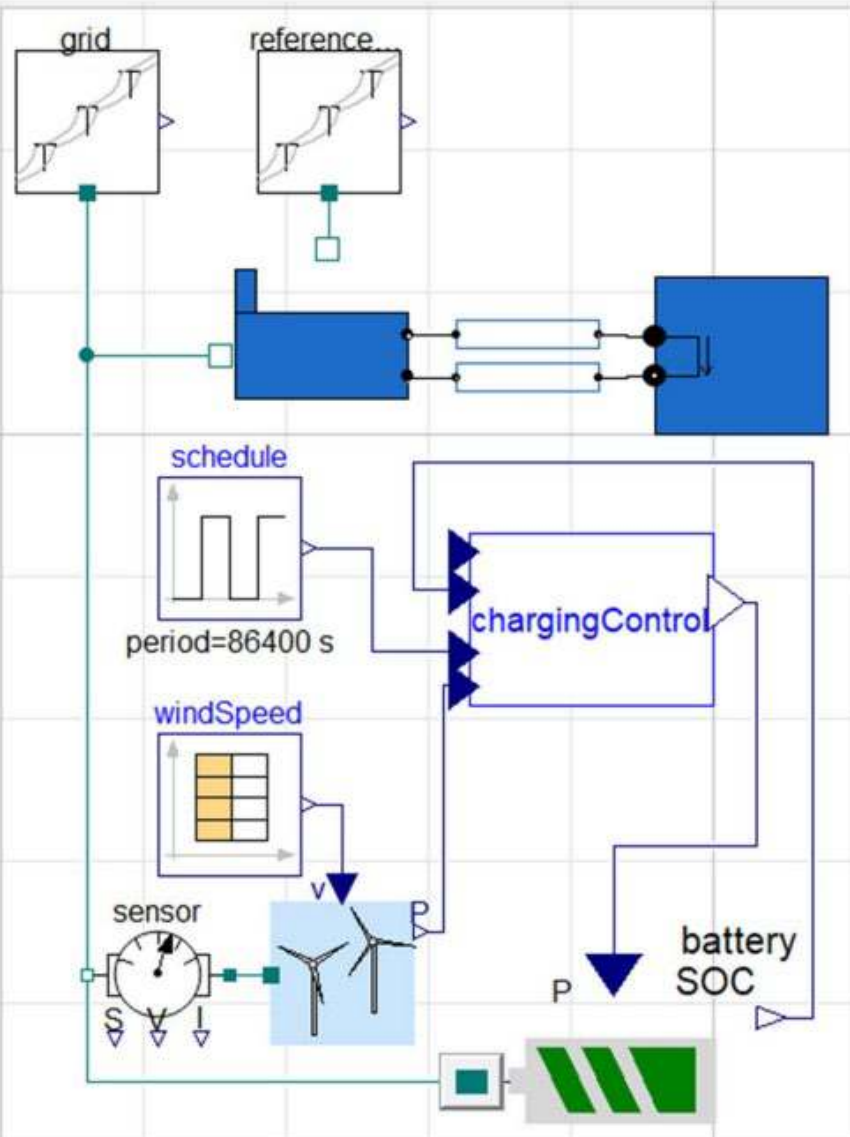 grid
reference...
schedule
period=86400 s
chargingControl
windSpeed
v
P
sensor
S V I
battery
SOC
P